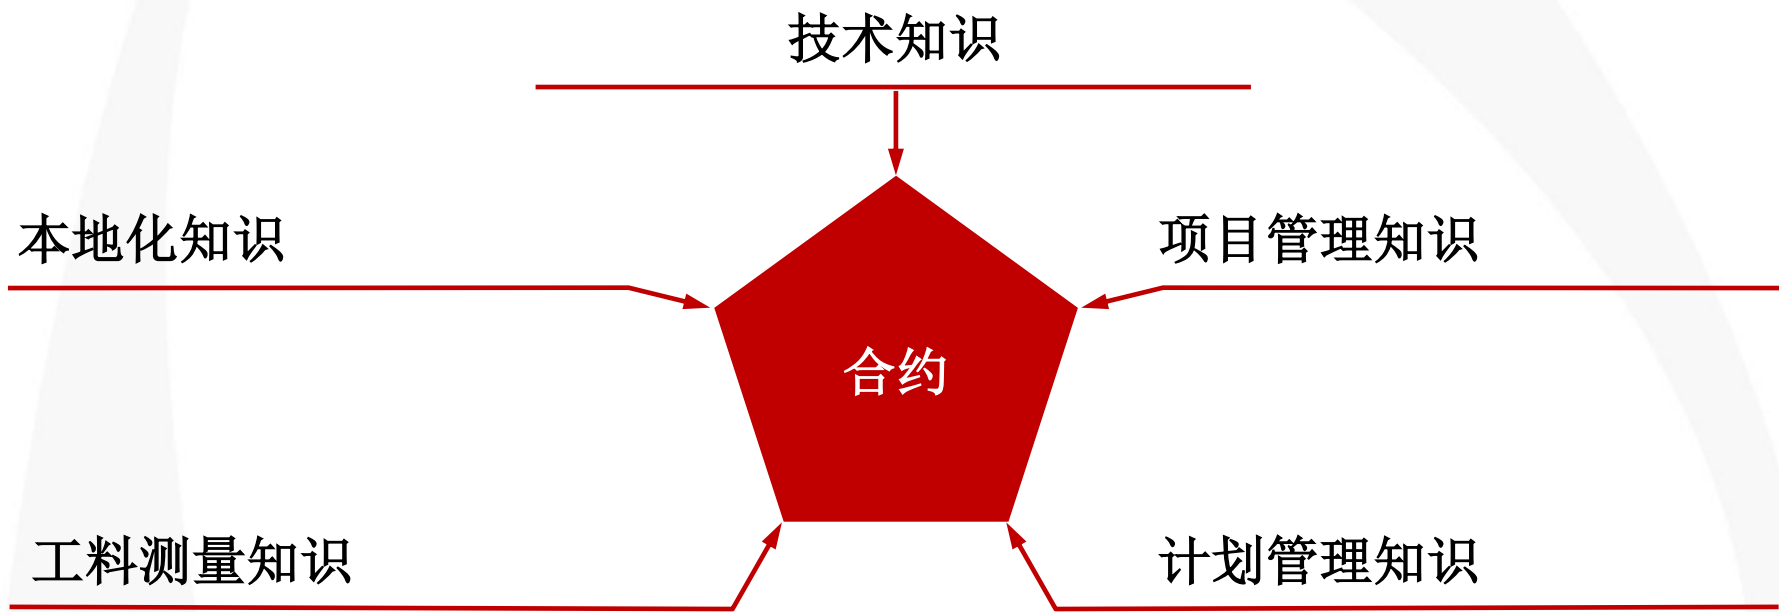 技术知识
本地化知识
项目管理知识
合约
工料测量知识
计划管理知识